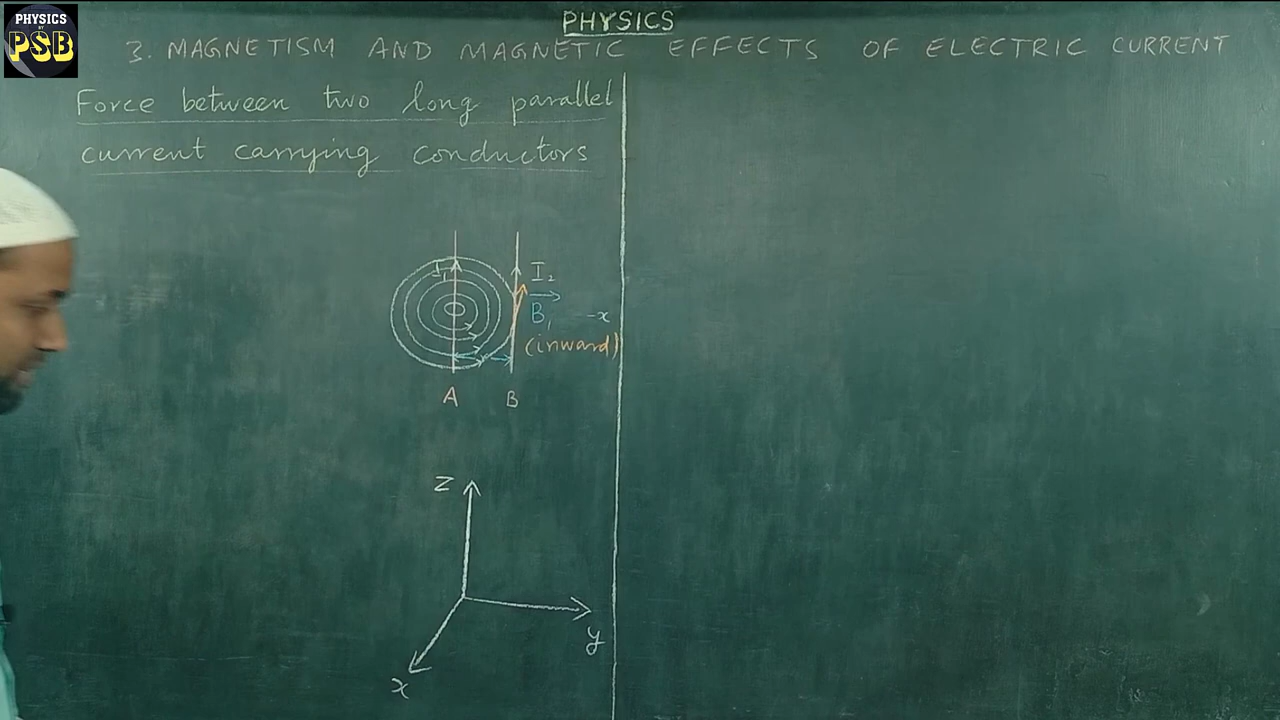 PHYSICS
BY
PSB
PHYSICS
3. MAGNETISM AND MAGNETIC EFFECTS OF ELECTRIC CURRENT
Force between two long parallel
current carrying conductors
I₁
I₂
B₁ -x
(inward)
A B
z
y
x